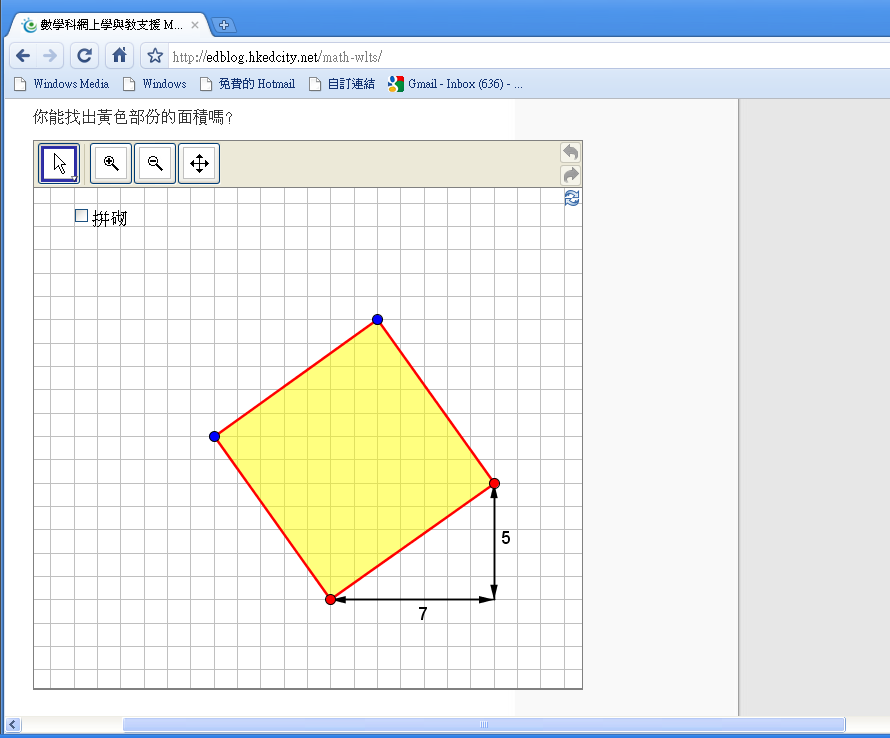 數學科網上學與教支援 M...
http://edblog.hkedcity.net/math-wlts/
Windows Media Windows 免費的 Hotmail 自訂連結 Gmail - Inbox (636) - ...
你能找出黃色部份的面積嗎?
拼砌
5
7